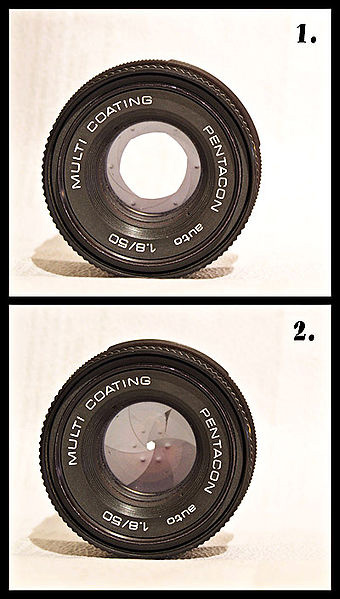 1.
MULTI COATING
PENTACON auto 1.8/50
2.
MULTI COATING
PENTACON auto 1.8/50